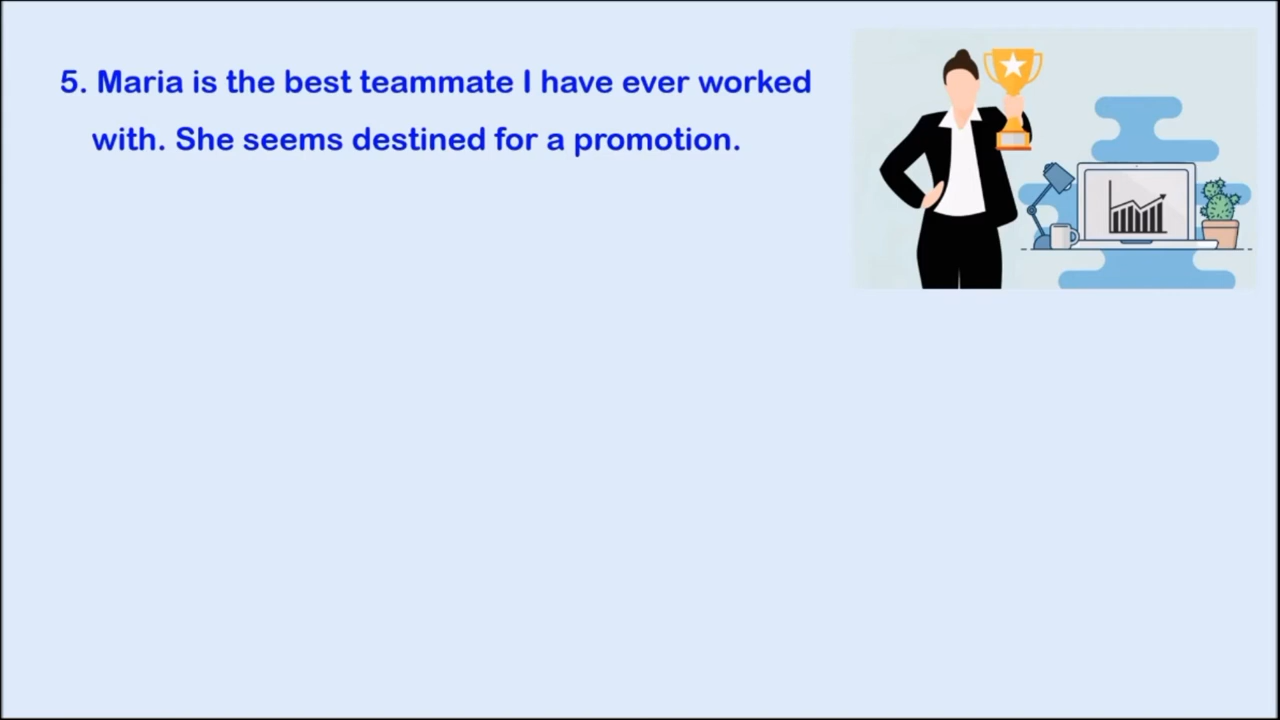 5. Maria is the best teammate I have ever worked
with. She seems destined for a promotion.